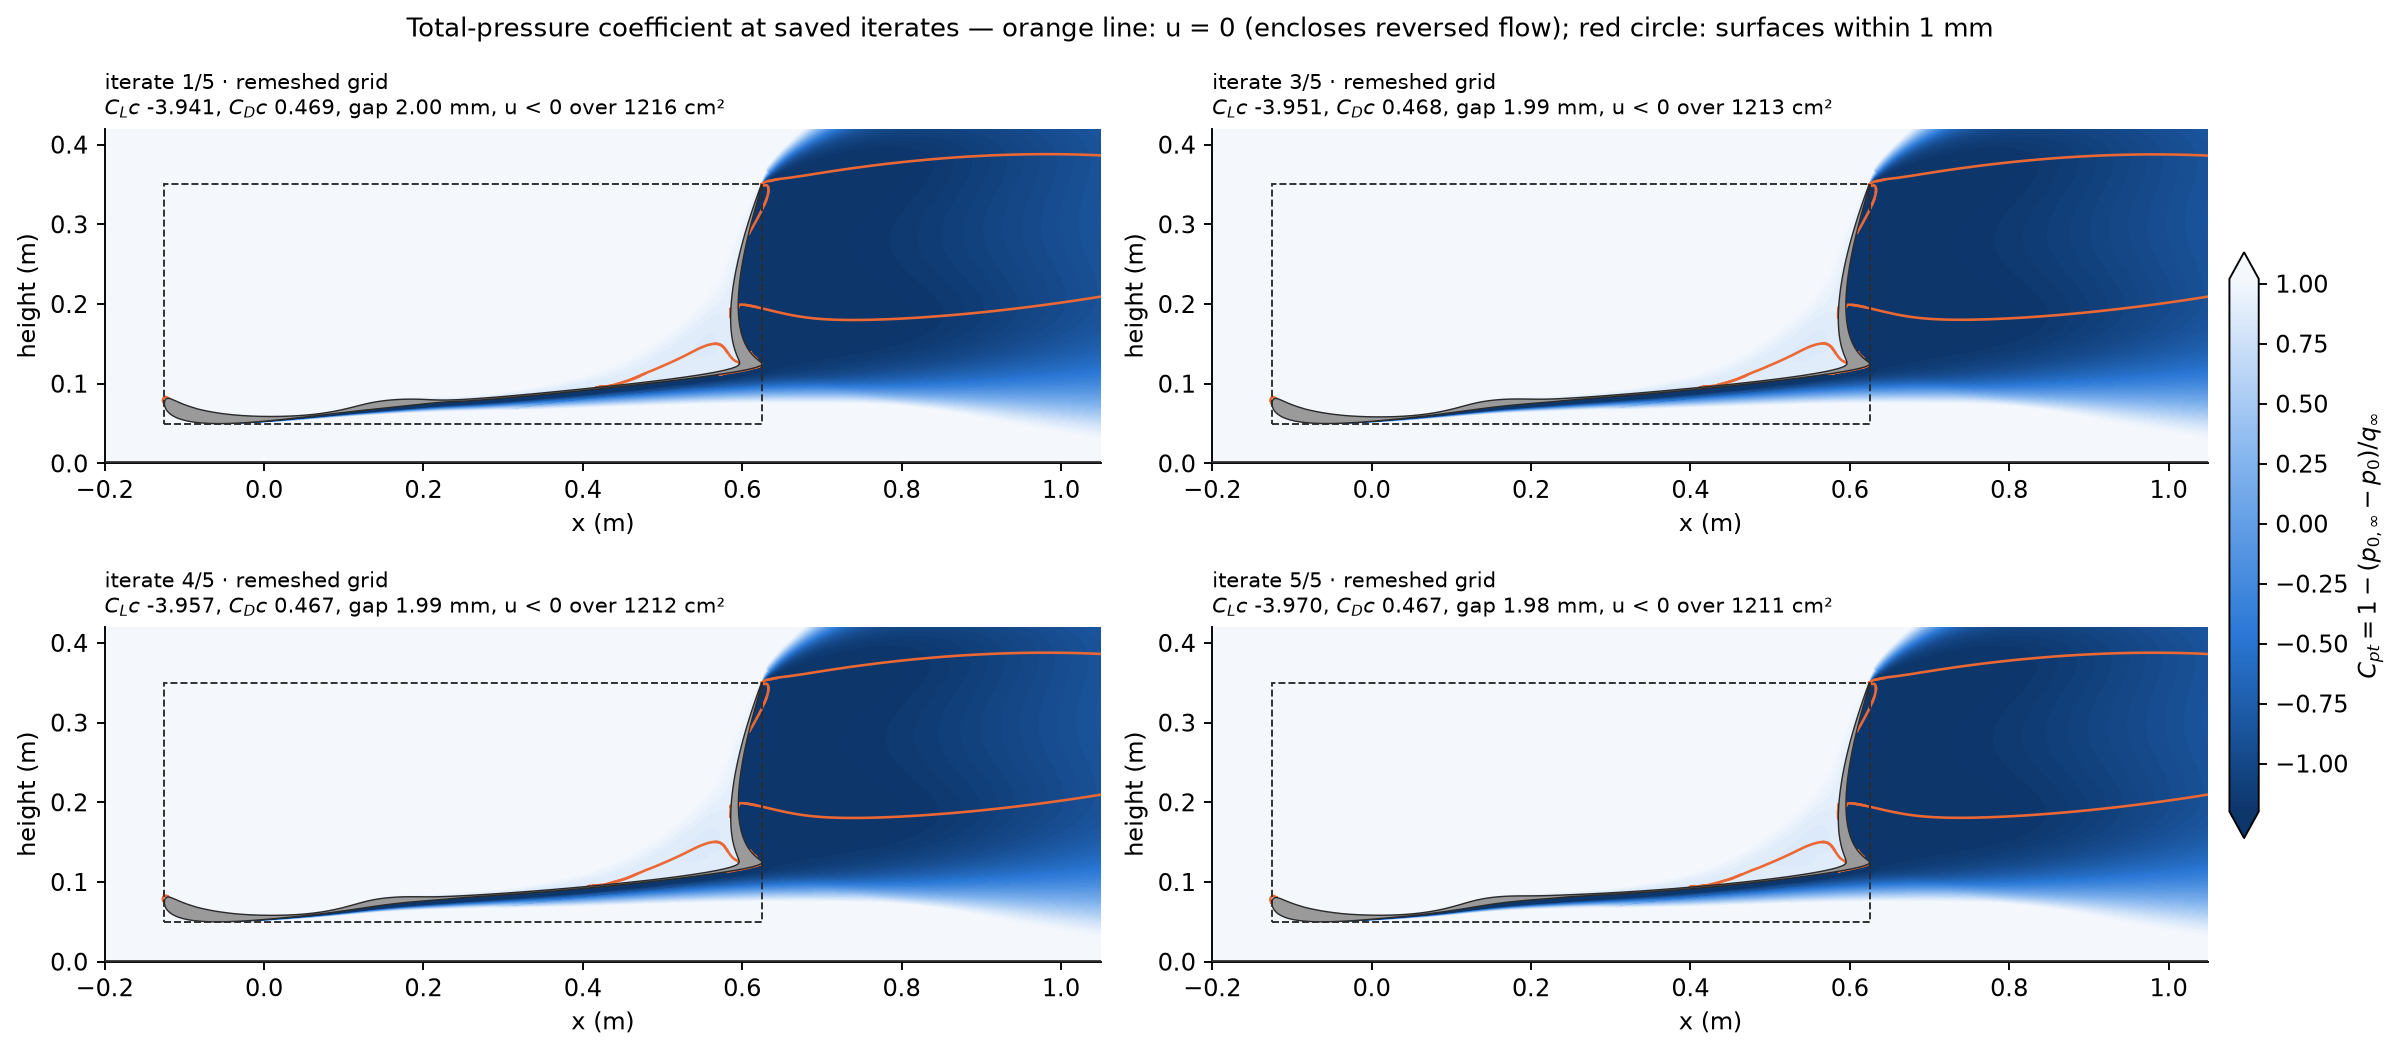 Total-pressure coefficient at saved iterates — orange line: u = 0 (encloses reversed flow); red circle: surfaces within 1 mm
iterate 1/5 · remeshed grid
C_Lc -3.941, C_Dc 0.469, gap 2.00 mm, u < 0 over 1216 cm²
height (m)
0.4
0.3
0.2
0.1
0.0
−0.2 0.0 0.2 0.4 0.6 0.8 1.0
x (m)
iterate 3/5 · remeshed grid
C_Lc -3.951, C_Dc 0.468, gap 1.99 mm, u < 0 over 1213 cm²
height (m)
0.4
0.3
0.2
0.1
0.0
−0.2 0.0 0.2 0.4 0.6 0.8 1.0
x (m)
iterate 4/5 · remeshed grid
C_Lc -3.957, C_Dc 0.467, gap 1.99 mm, u < 0 over 1212 cm²
height (m)
0.4
0.3
0.2
0.1
0.0
−0.2 0.0 0.2 0.4 0.6 0.8 1.0
x (m)
iterate 5/5 · remeshed grid
C_Lc -3.970, C_Dc 0.467, gap 1.98 mm, u < 0 over 1211 cm²
height (m)
0.4
0.3
0.2
0.1
0.0
−0.2 0.0 0.2 0.4 0.6 0.8 1.0
x (m)
1.00
0.75
0.50
0.25
0.00
−0.25
−0.50
−0.75
−1.00
C_pt = 1 − (p_0,∞ − p_0)/q_∞